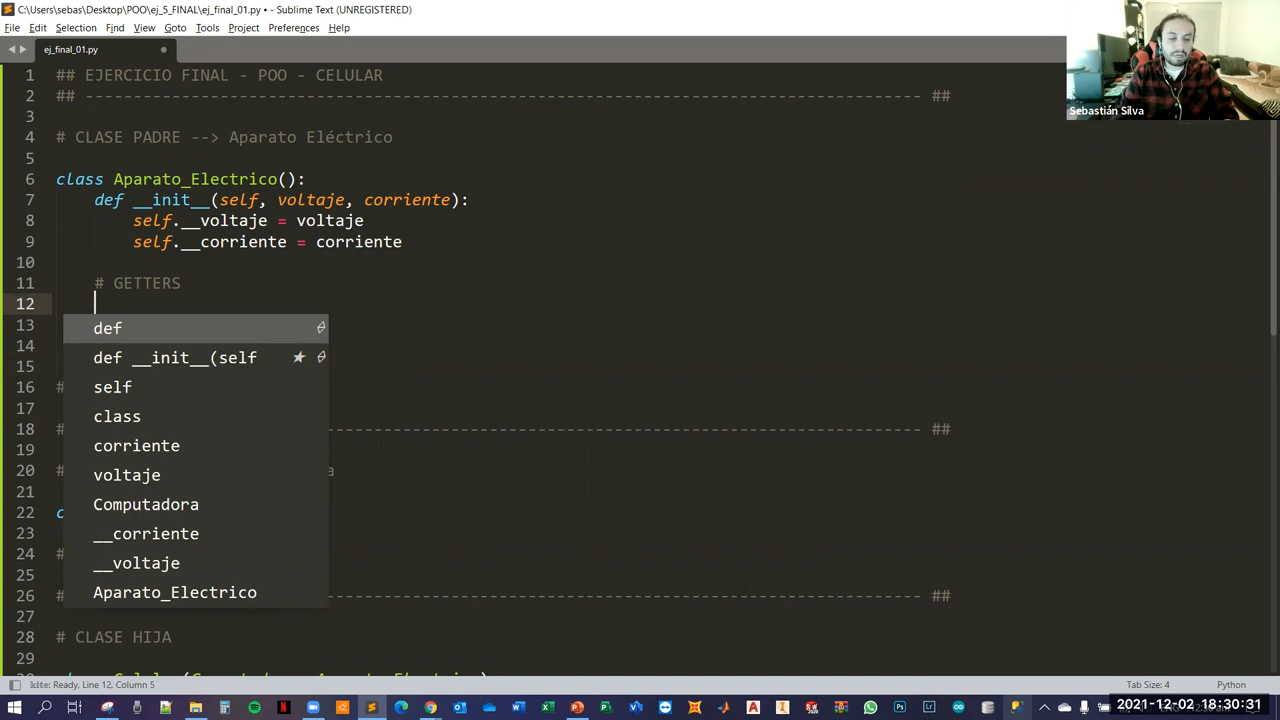 C:\Users\sebas\Desktop\POO\ej_5_FINAL\ej_final_01.py • - Sublime Text (UNREGISTERED)
File Edit Selection Find View Goto Tools Project Preferences Help
ej_final_01.py
1 ## EJERCICIO FINAL - POO - CELULAR
2 ## --------------------------------------------------------------------------------------- ##
Sebastián Silva
3
4 # CLASE PADRE --> Aparato Eléctrico
5
6 class Aparato_Electrico():
7 def __init__(self, voltaje, corriente):
8 self.__voltaje = voltaje
9 self.__corriente = corriente
10
11 # GETTERS
12
13 def
14 def __init__(self
15 self
16 #
17 class
18 # -------------------------------------------------------------- ##
19 corriente
20 # voltaje a
21
22 c Computadora
23 __corriente
24 #
25 __voltaje
26 # Aparato_Electrico -------------------------------------------------------------- ##
27
28 # CLASE HIJA
29
Line 12, Column 5
Tab Size: 4 Python
2021-12-02 18:30:31